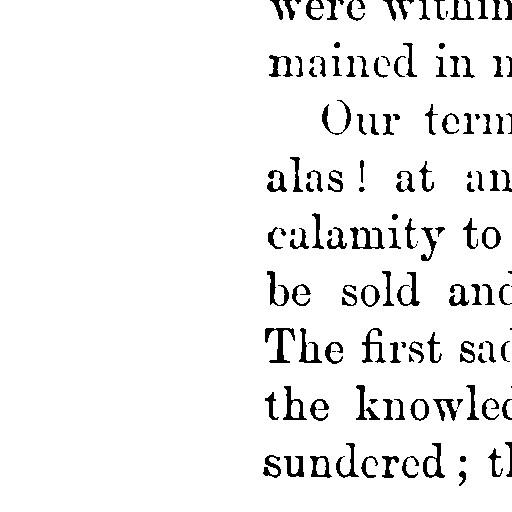 were within
mained in
Our term
alas! at an
calamity to
be sold and
The first sad
the knowled
sundered; th